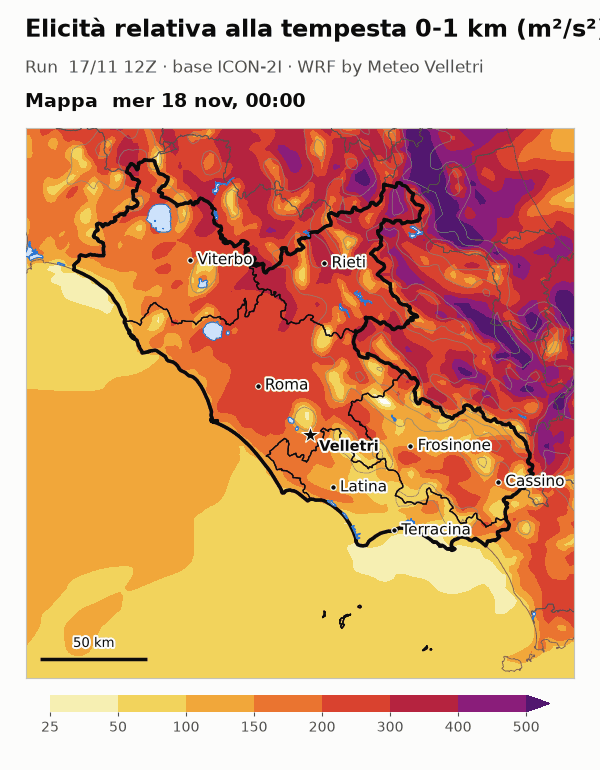 Elicità relativa alla tempesta 0-1 km (m²/s²)
Run 17/11 12Z · base ICON-2I · WRF by Meteo Velletri
Mappa mer 18 nov, 00:00
Viterbo
Rieti
Roma
Velletri
Frosinone
Latina
Cassino
Terracina
50 km
25 50 100 150 200 300 400 500